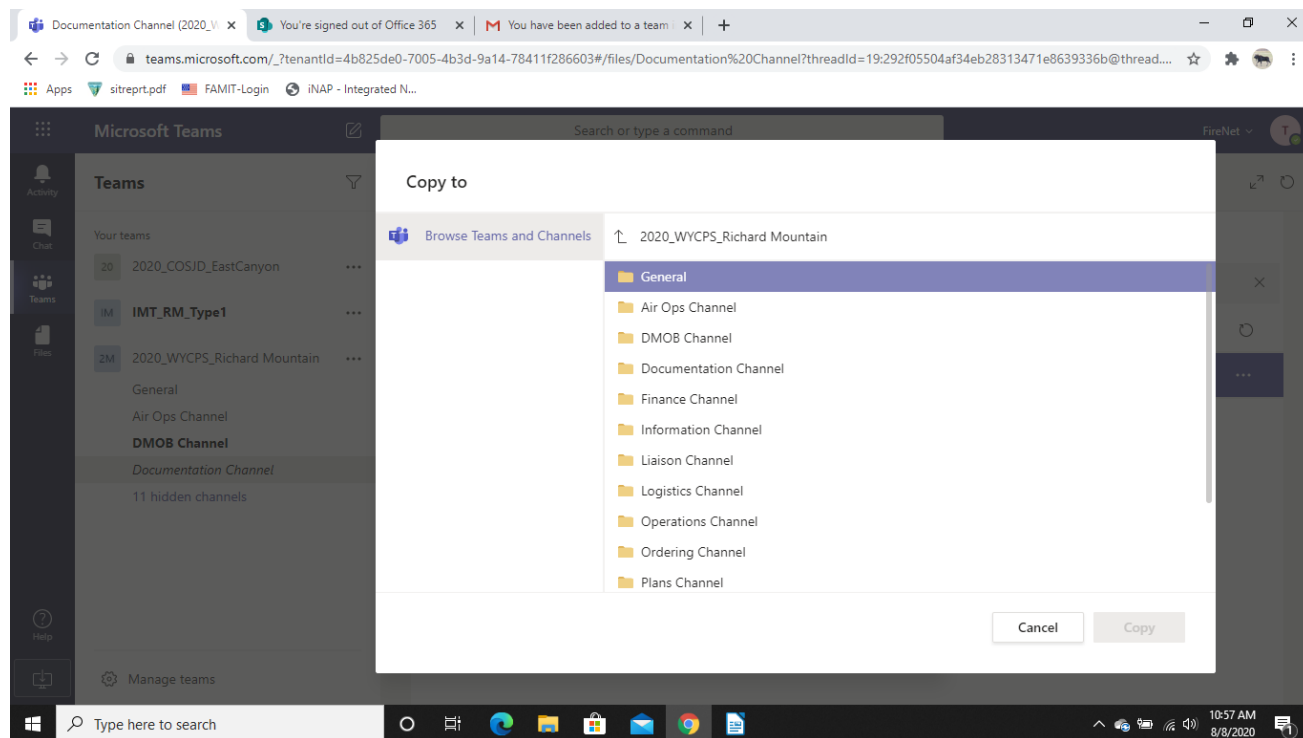 Documentation Channel (2020_W
You're signed out of Office 365
You have been added to a team
teams.microsoft.com/_?tenantId=4b825de0-7005-4b3d-9a14-78411f286603#/files/Documentation%20Channel?threadId=19:292f05504af34eb28313471e8639336b@thread....
Apps sitreprt.pdf FAMIT-Login iNAP - Integrated N...
Microsoft Teams
Search or type a command
FireNet
T
Activity
Chat
Teams
Files
Help
Teams
Your teams
20 2020_COSJD_EastCanyon ...
IM IMT_RM_Type1 ...
2M 2020_WYCPS_Richard Mountain ...
General
Air Ops Channel
DMOB Channel
Documentation Channel
11 hidden channels
Manage teams
Copy to
Browse Teams and Channels
2020_WYCPS_Richard Mountain
General
Air Ops Channel
DMOB Channel
Documentation Channel
Finance Channel
Information Channel
Liaison Channel
Logistics Channel
Operations Channel
Ordering Channel
Plans Channel
Cancel Copy
Type here to search
10:57 AM
8/8/2020